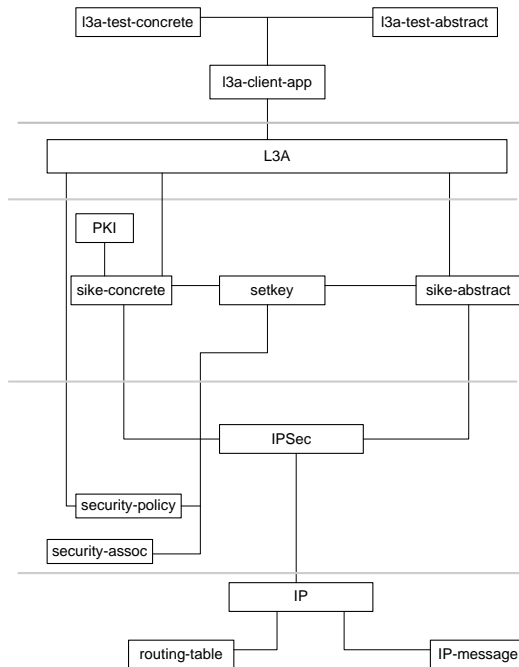 l3a-test-concrete
l3a-test-abstract
l3a-client-app
L3A
PKI
sike-concrete
setkey
sike-abstract
IPSec
security-policy
security-assoc
IP
routing-table
IP-message